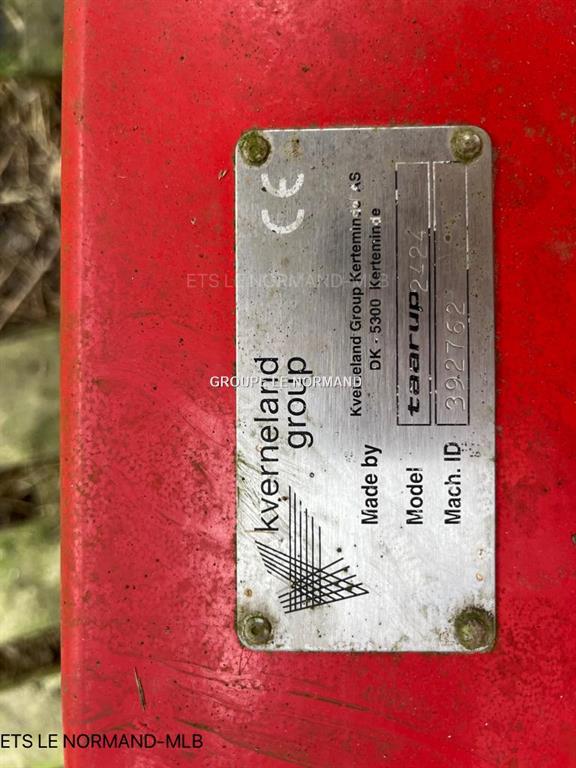 kverneland
group
CE
Made by Kverneland Group Kerteminde AS
DK - 5300 Kerteminde
Model taarup 2424
Mach. ID 392762
ETS LE NORMAND-MLB
GROUPE LE NORMAND
ETS LE NORMAND-MLB